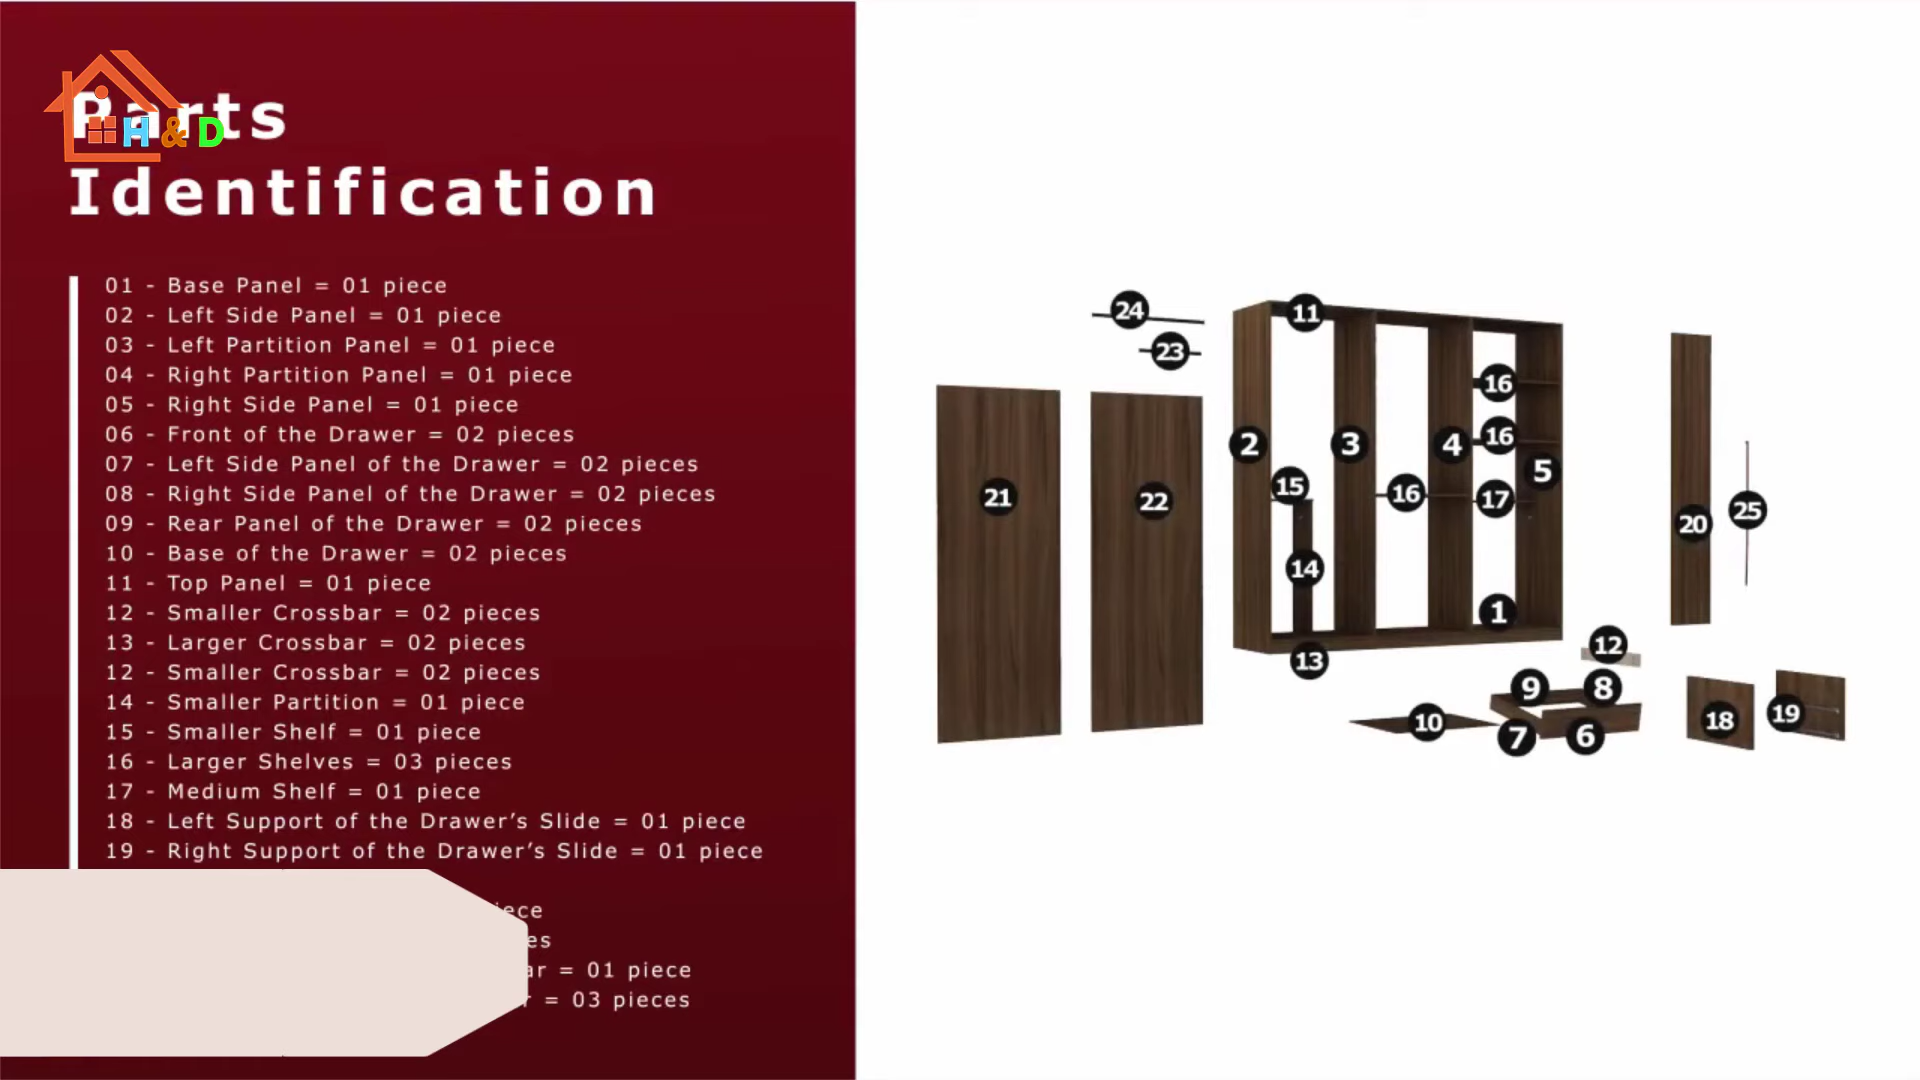 Parts
Identification
H & D
01 - Base Panel = 01 piece
02 - Left Side Panel = 01 piece
03 - Left Partition Panel = 01 piece
04 - Right Partition Panel = 01 piece
05 - Right Side Panel = 01 piece
06 - Front of the Drawer = 02 pieces
07 - Left Side Panel of the Drawer = 02 pieces
08 - Right Side Panel of the Drawer = 02 pieces
09 - Rear Panel of the Drawer = 02 pieces
10 - Base of the Drawer = 02 pieces
11 - Top Panel = 01 piece
12 - Smaller Crossbar = 02 pieces
13 - Larger Crossbar = 02 pieces
12 - Smaller Crossbar = 02 pieces
14 - Smaller Partition = 01 piece
15 - Smaller Shelf = 01 piece
16 - Larger Shelves = 03 pieces
17 - Medium Shelf = 01 piece
18 - Left Support of the Drawer’s Slide = 01 piece
19 - Right Support of the Drawer’s Slide = 01 piece
= 01 piece
= 03 pieces
24
11
23
16
2
3
4
16
5
15
16
17
21
22
20
25
14
1
12
13
9
8
10
7
6
18
19